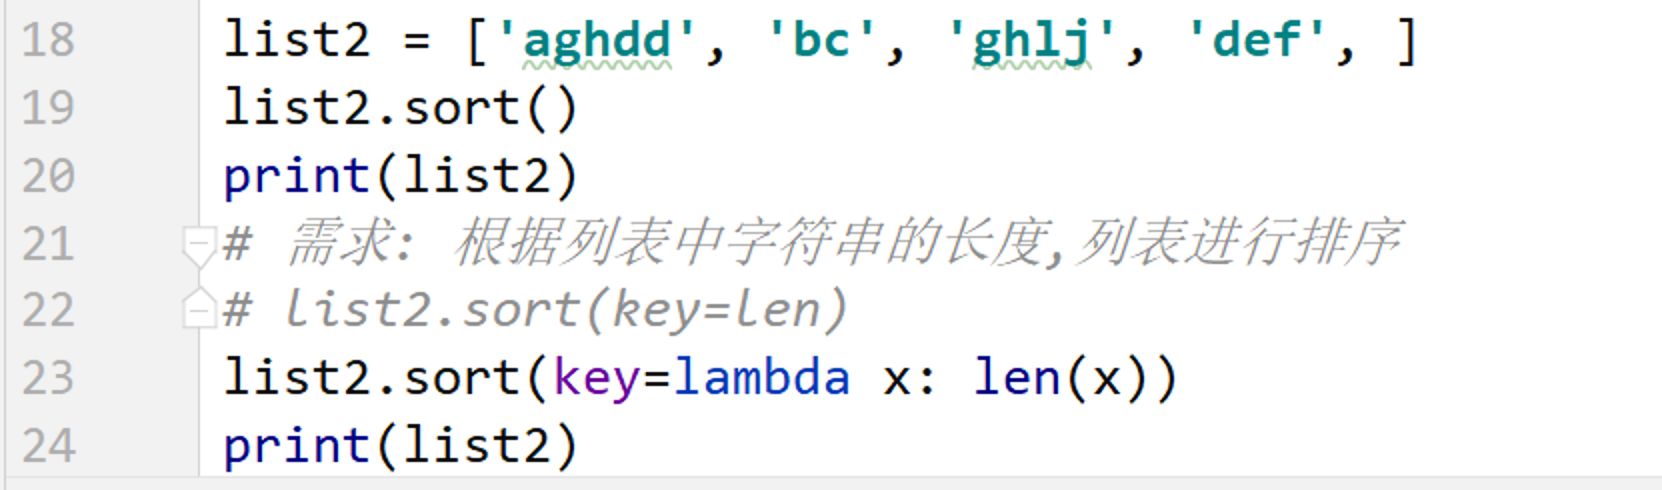 18 list2 = ['aghdd', 'bc', 'ghlj', 'def', ]
19 list2.sort()
20 print(list2)
21 # 需求: 根据列表中字符串的长度,列表进行排序
22 # list2.sort(key=len)
23 list2.sort(key=lambda x: len(x))
24 print(list2)